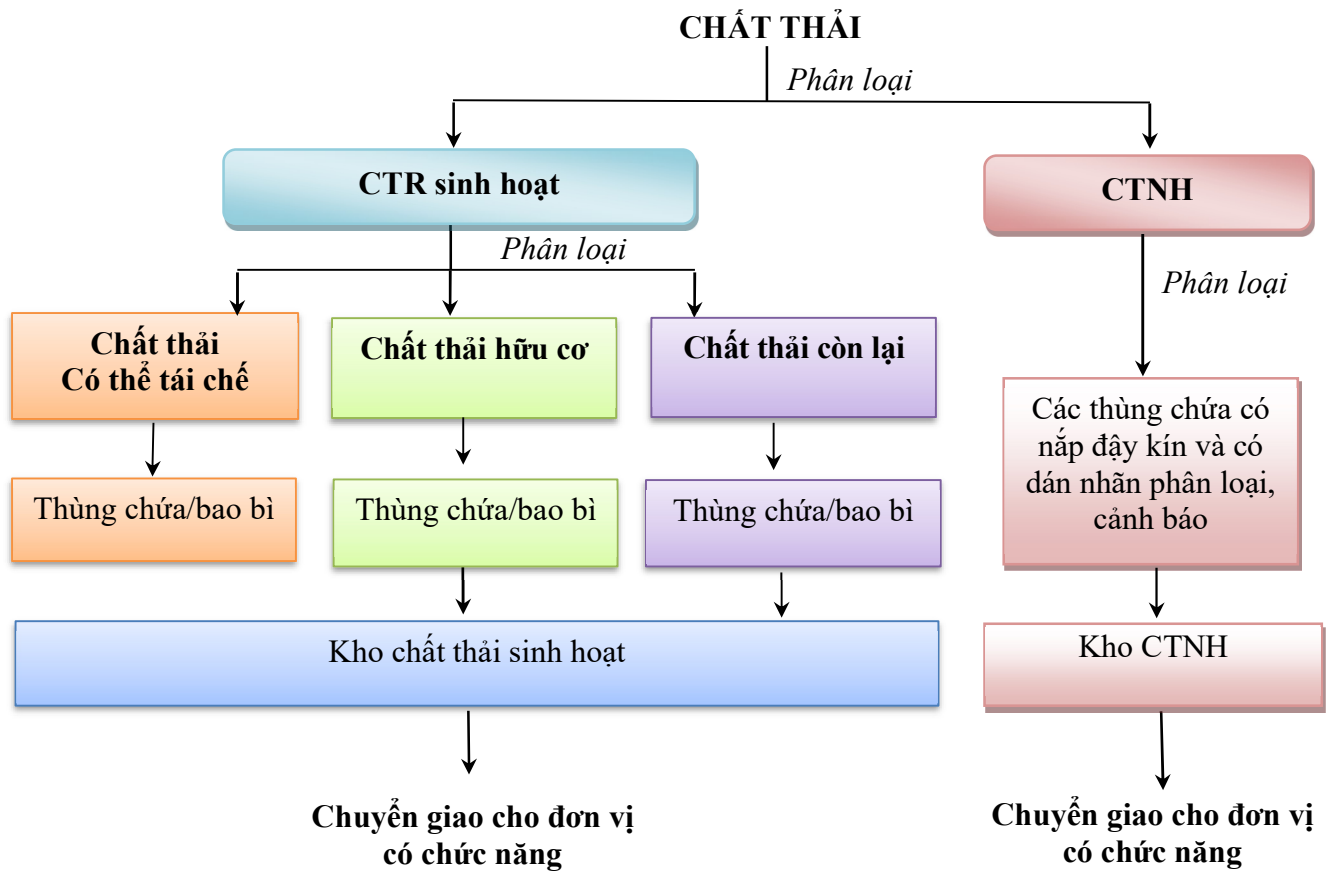 CHẤT THẢI
Phân loại
CTR sinh hoạt
CTNH
Phân loại
Phân loại
Chất thải
Có thể tái chế
Chất thải hữu cơ
Chất thải còn lại
Các thùng chứa có
nắp đậy kín và có
dán nhãn phân loại,
cảnh báo
Thùng chứa/bao bì
Thùng chứa/bao bì
Thùng chứa/bao bì
Kho chất thải sinh hoạt
Kho CTNH
Chuyển giao cho đơn vị
có chức năng
Chuyển giao cho đơn vị
có chức năng